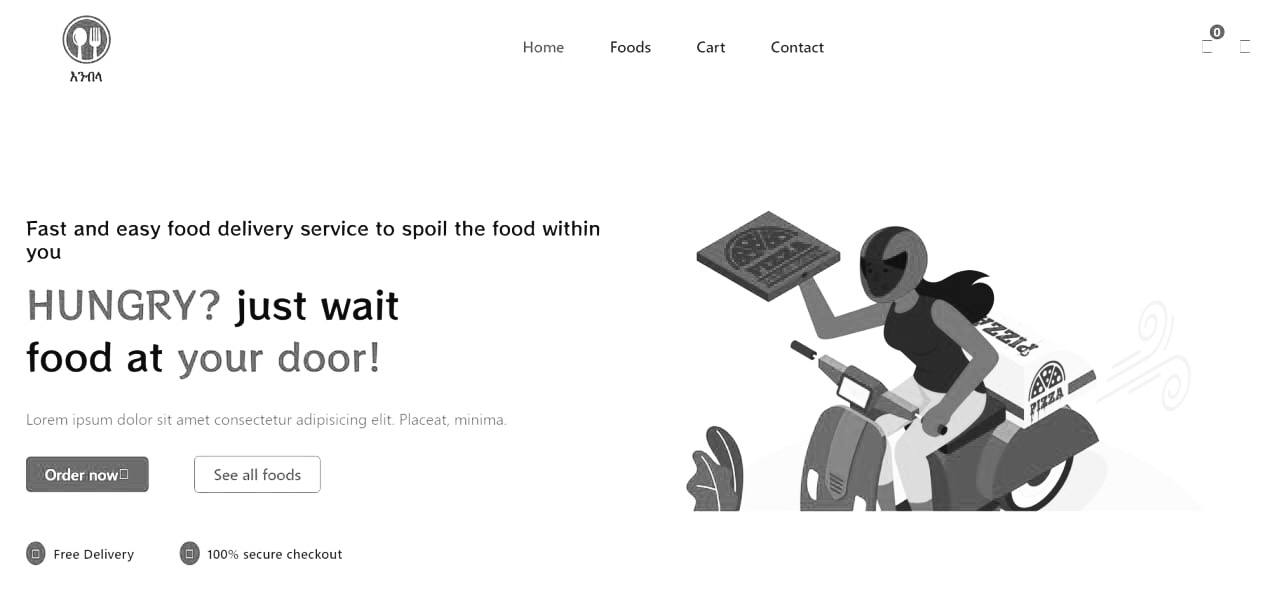 እንብላ
Home
Foods
Cart
Contact
0
Fast and easy food delivery service to spoil the food within
you
HUNGRY? just wait
food at your door!
Lorem ipsum dolor sit amet consectetur adipisicing elit. Placeat, minima.
Order now
See all foods
Free Delivery
100% secure checkout
PIZZA
PIZZA
PIZZA